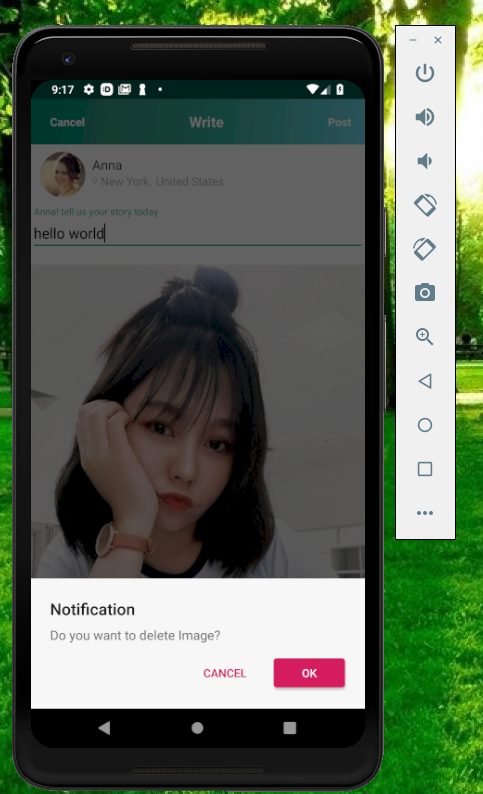 9:17
Cancel Write Post
Anna
New York, United States
Anna! tell us your story today
hello world
Notification
Do you want to delete Image?
CANCEL OK